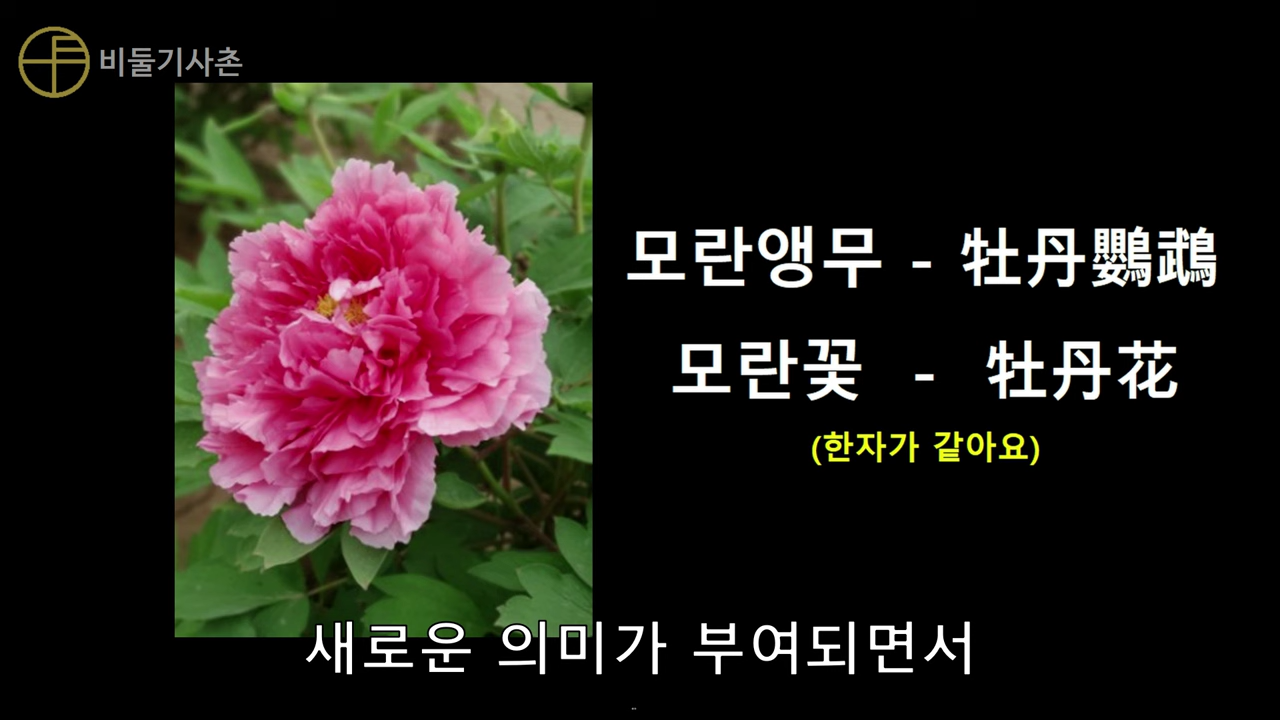 비둘기사촌
모란앵무 - 牡丹鸚鵡
모란꽃 - 牡丹花
(한자가 같아요)
새로운 의미가 부여되면서